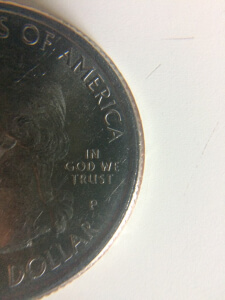 S OF AMERICA
IN
GOD WE
TRUST
P
DOLLAR